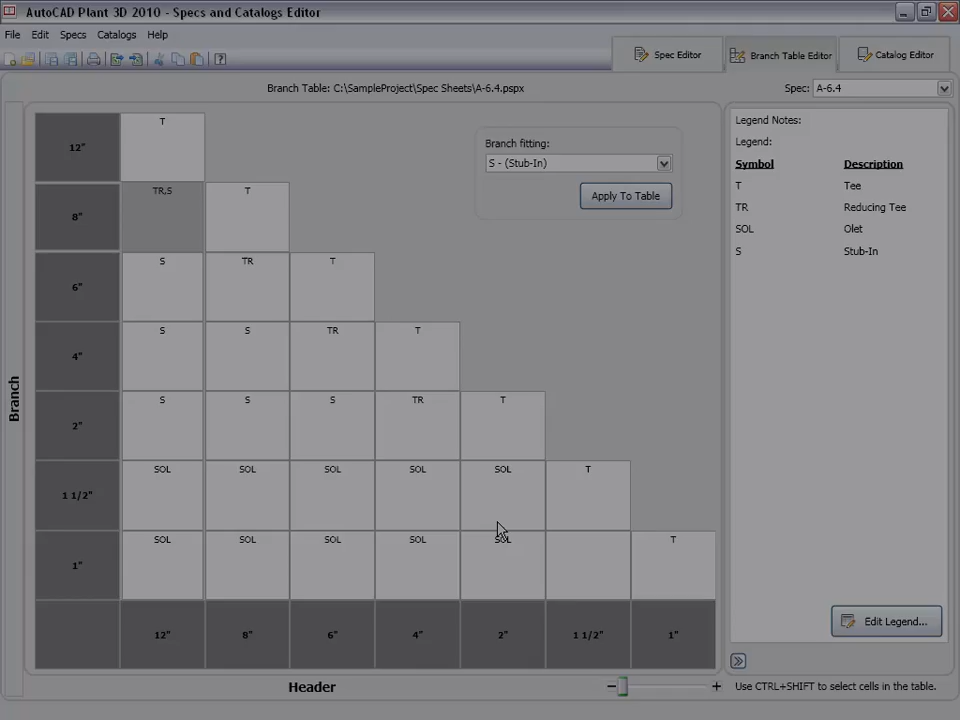 AutoCAD Plant 3D 2010 - Specs and Catalogs Editor
File Edit Specs Catalogs Help
Spec Editor Branch Table Editor Catalog Editor
Branch Table: C:\SampleProject\Spec Sheets\A-6.4.pspx
Spec: A-6.4
Branch fitting:
S - (Stub-In)
Apply To Table
12" T
8" TR,S T
6" S TR T
4" S S TR T
2" S S S TR T
1 1/2" SOL SOL SOL SOL SOL T
1" SOL SOL SOL SOL SOL T
12" 8" 6" 4" 2" 1 1/2" 1"
Branch
Header
Legend Notes:
Legend:
Symbol Description
T Tee
TR Reducing Tee
SOL Olet
S Stub-In
Edit Legend...
Use CTRL+SHIFT to select cells in the table.